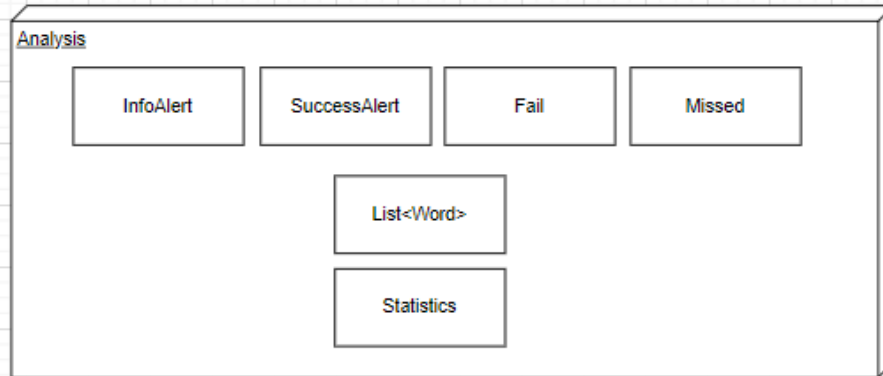 Analysis
InfoAlert
SuccessAlert
Fail
Missed
List<Word>
Statistics